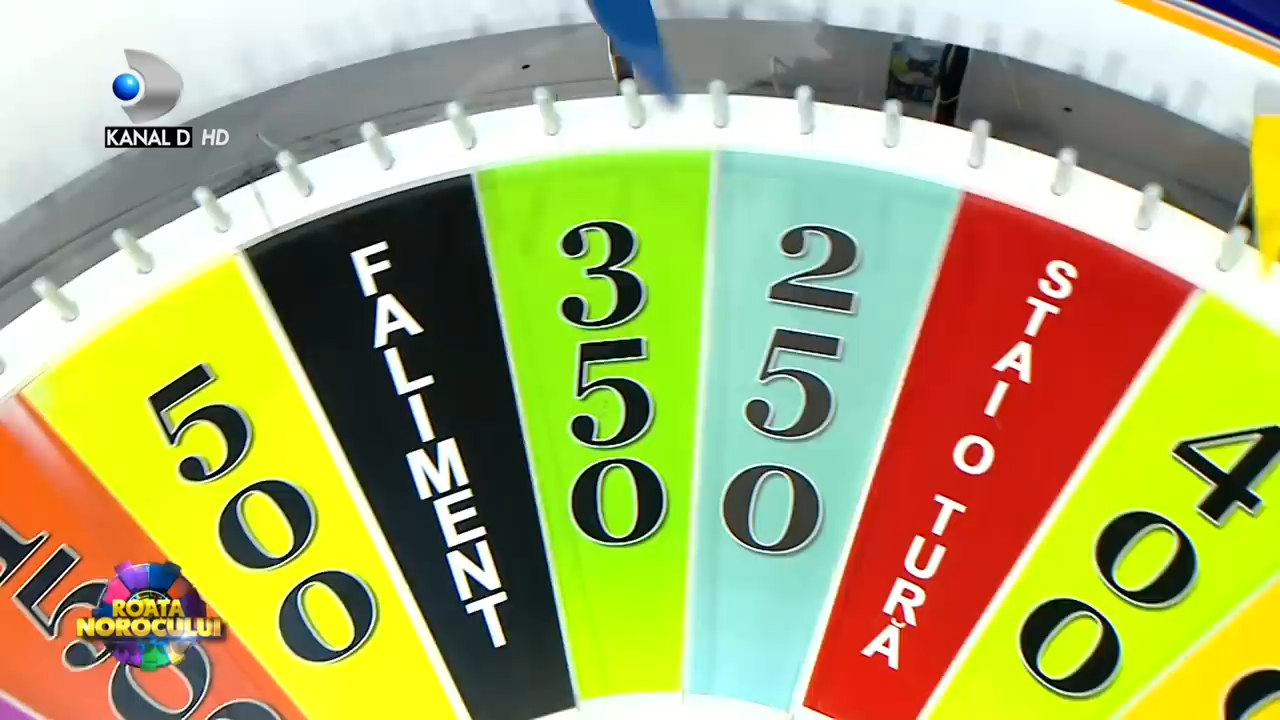 KANAL D HD
500
FALIMENT
350
250
STAI O TURĂ
400
ROATA
NOROCULUI